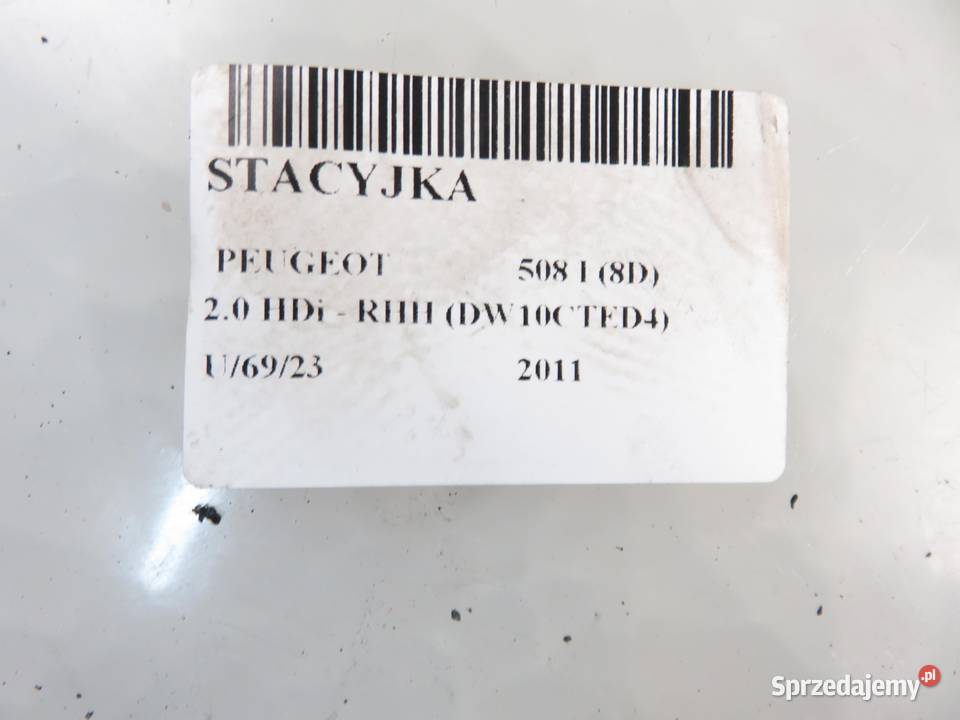 STACYJKA
PEUGEOT 508 I (8D)
2.0 HDi - RHH (DW10CTED4)
U/69/23 2011
Sprzedajemy.pl